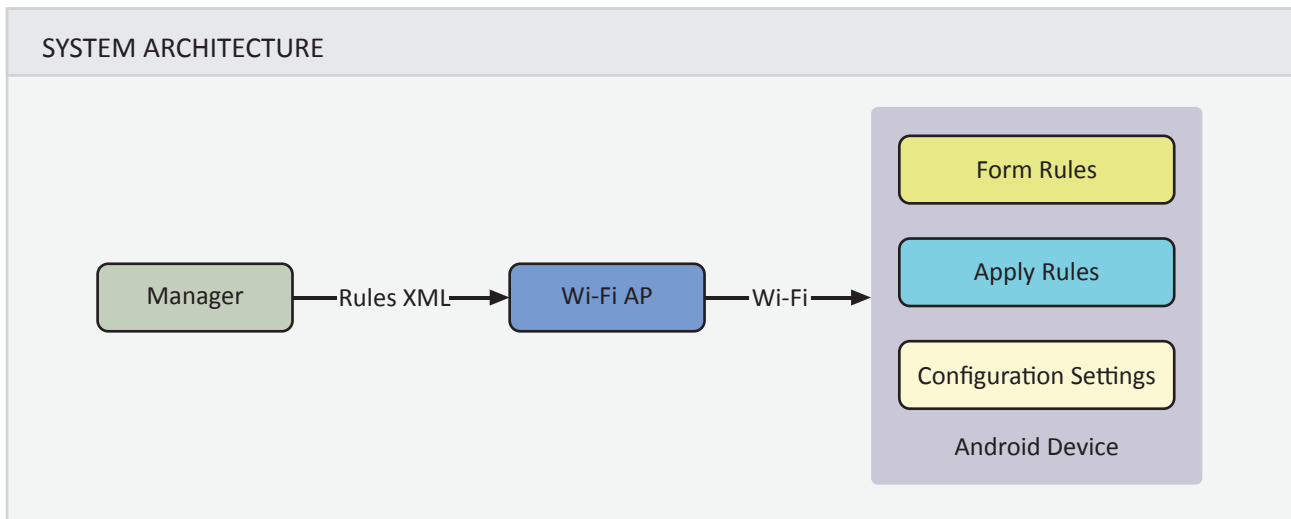 SYSTEM ARCHITECTURE
Manager
Rules XML
Wi-Fi AP
Wi-Fi
Form Rules
Apply Rules
Configuration Settings
Android Device